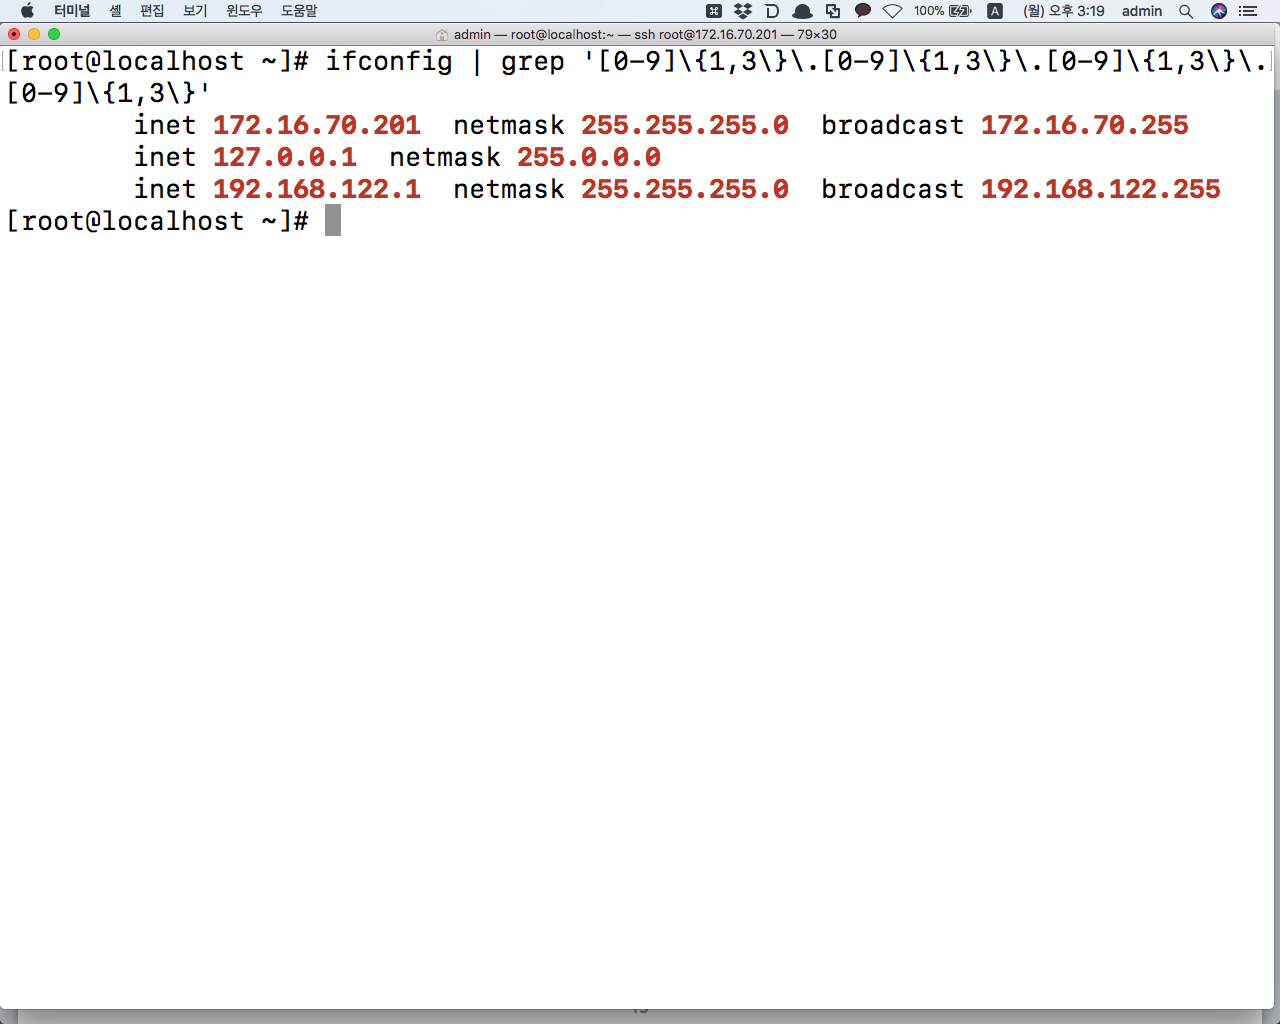 터미널 셸 편집 보기 윈도우 도움말 100% A (월) 오후 3:19 admin
admin — root@localhost:~ — ssh root@172.16.70.201 — 79×30
[root@localhost ~]# ifconfig | grep '[0-9]\{1,3\}\.[0-9]\{1,3\}\.[0-9]\{1,3\}\.
[0-9]\{1,3\}'
inet 172.16.70.201 netmask 255.255.255.0 broadcast 172.16.70.255
inet 127.0.0.1 netmask 255.0.0.0
inet 192.168.122.1 netmask 255.255.255.0 broadcast 192.168.122.255
[root@localhost ~]#